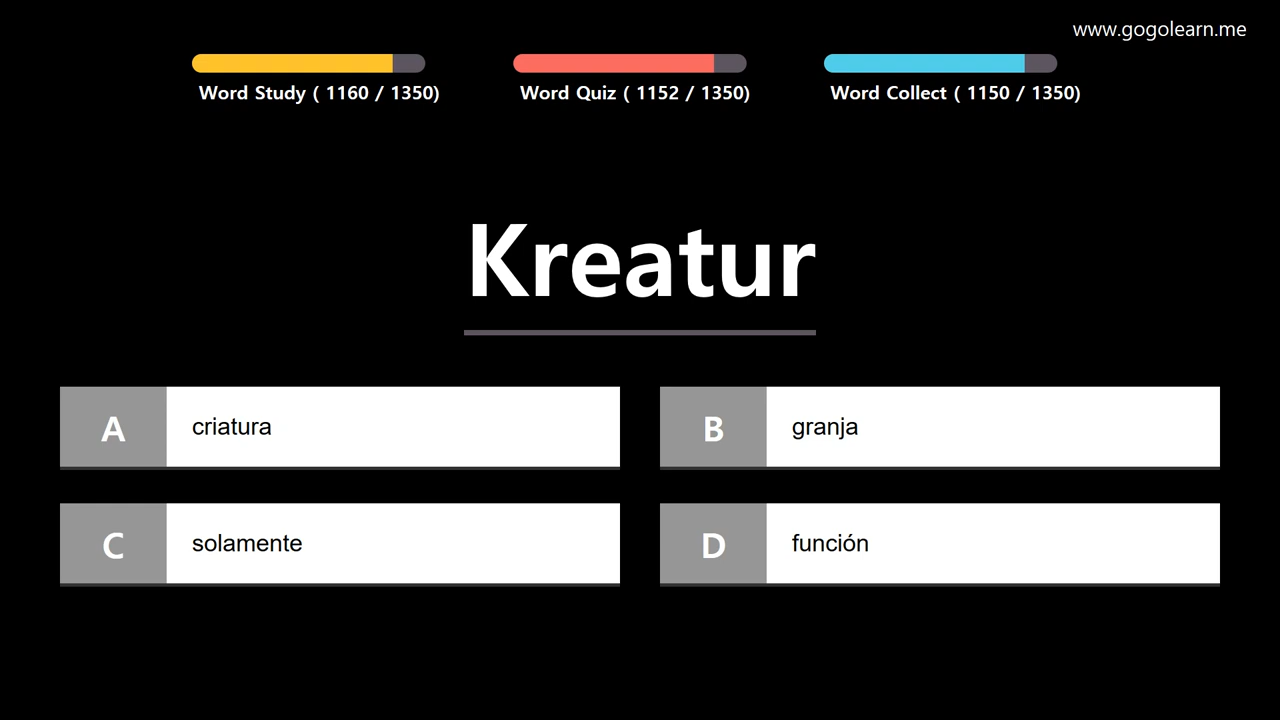 www.gogolearn.me
Word Study ( 1160 / 1350)
Word Quiz ( 1152 / 1350)
Word Collect ( 1150 / 1350)
Kreatur
A criatura
B granja
C solamente
D función